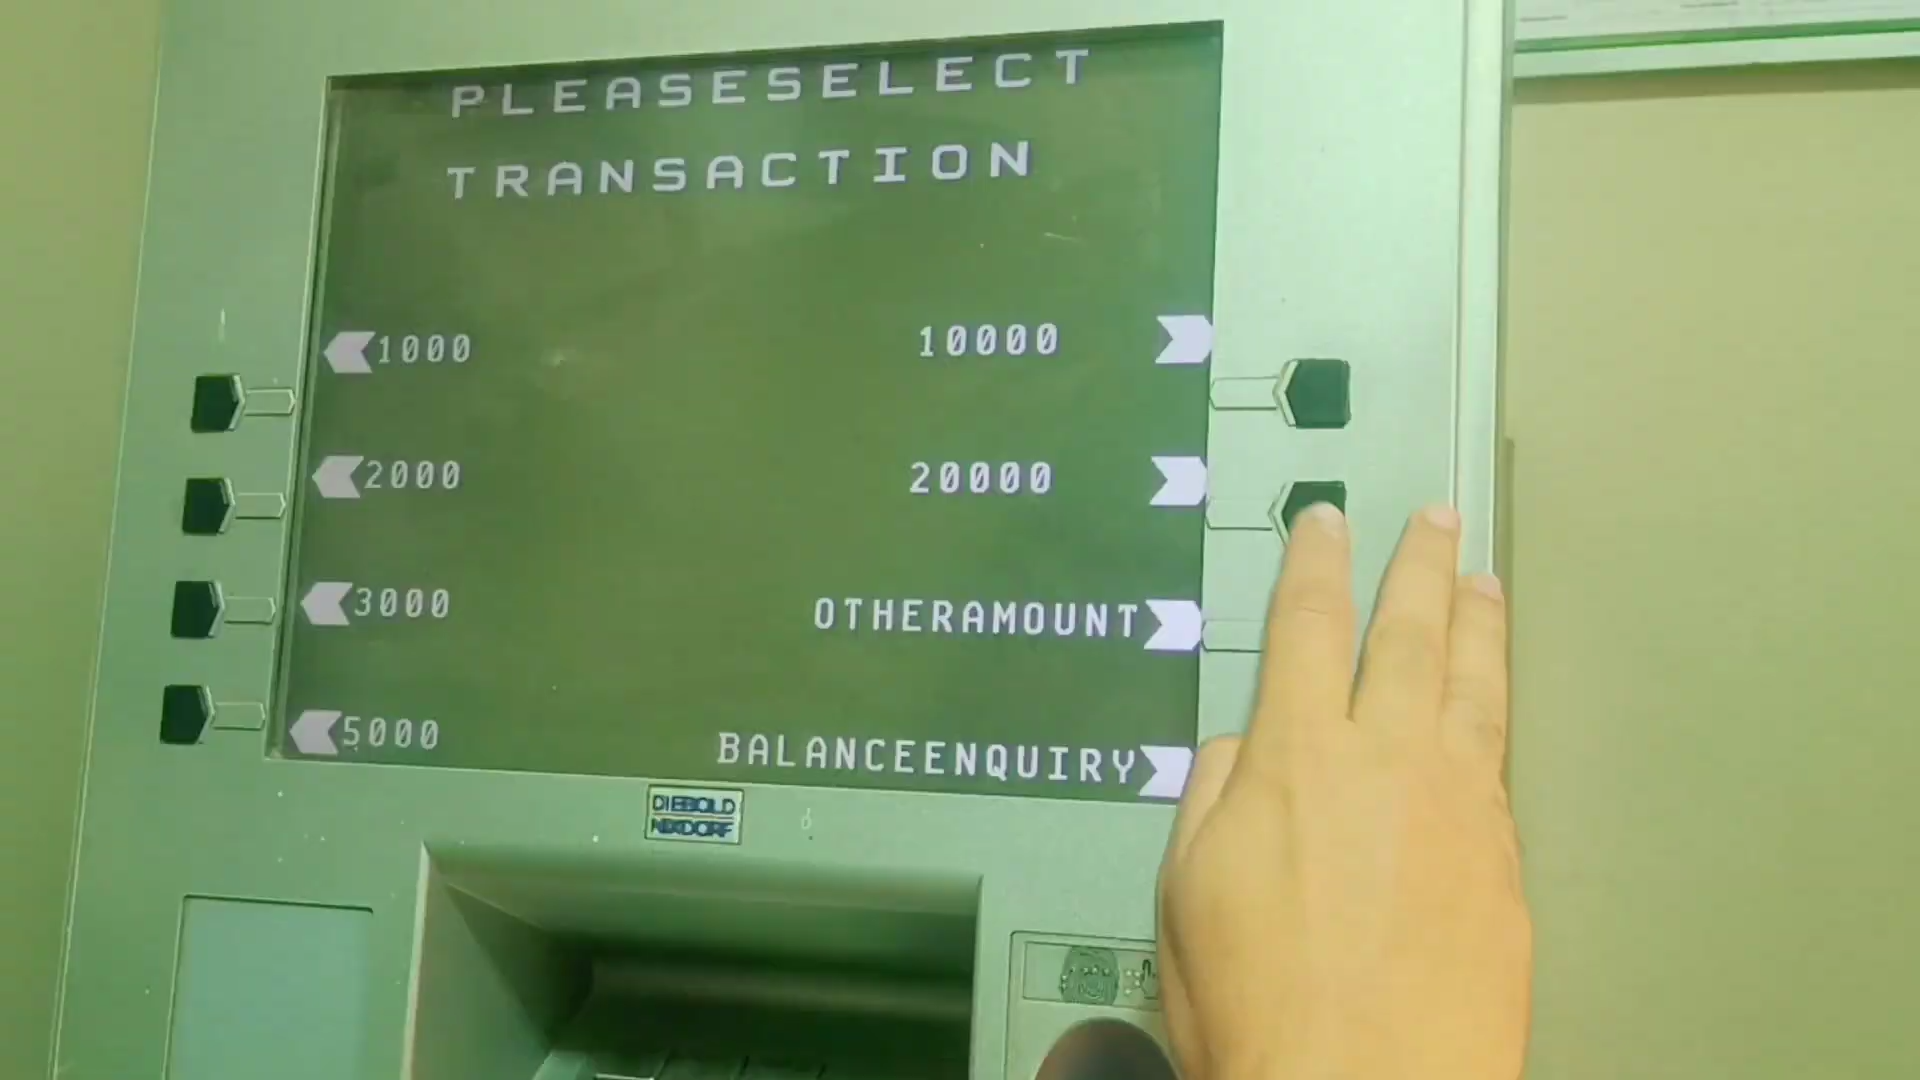 PLEASESELECT
TRANSACTION
1000
10000
2000
20000
3000
OTHERAMOUNT
5000
BALANCEENQUIRY
DIEBOLD
NIXDORF